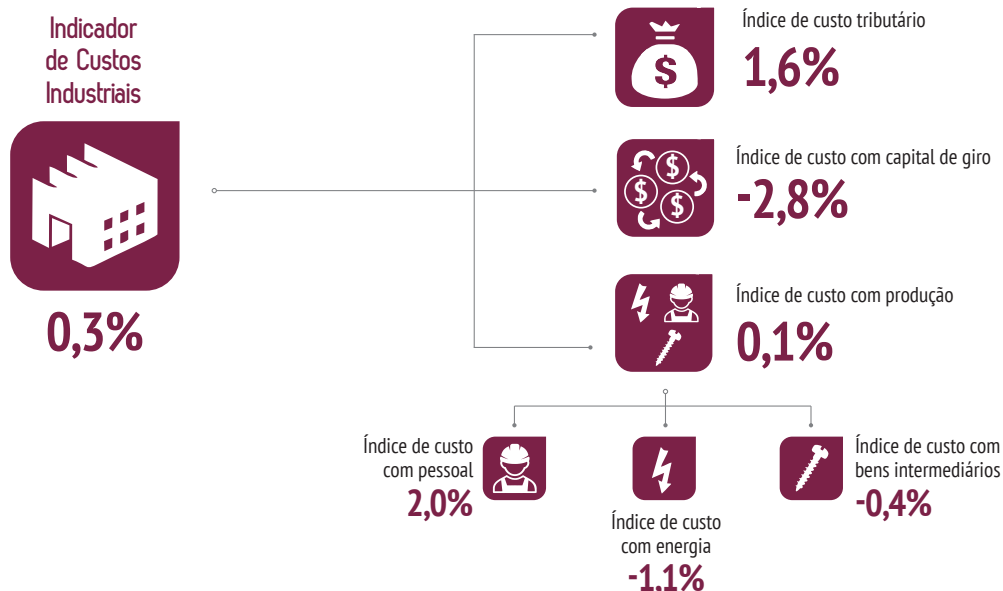 Indicador
de Custos
Industriais
0,3%
Índice de custo tributário
1,6%
$
Índice de custo com capital de giro
-2,8%
$
$
$
Índice de custo com produção
0,1%
Índice de custo
com pessoal
2,0%
Índice de custo
com energia
-1,1%
Índice de custo com
bens intermediários
-0,4%